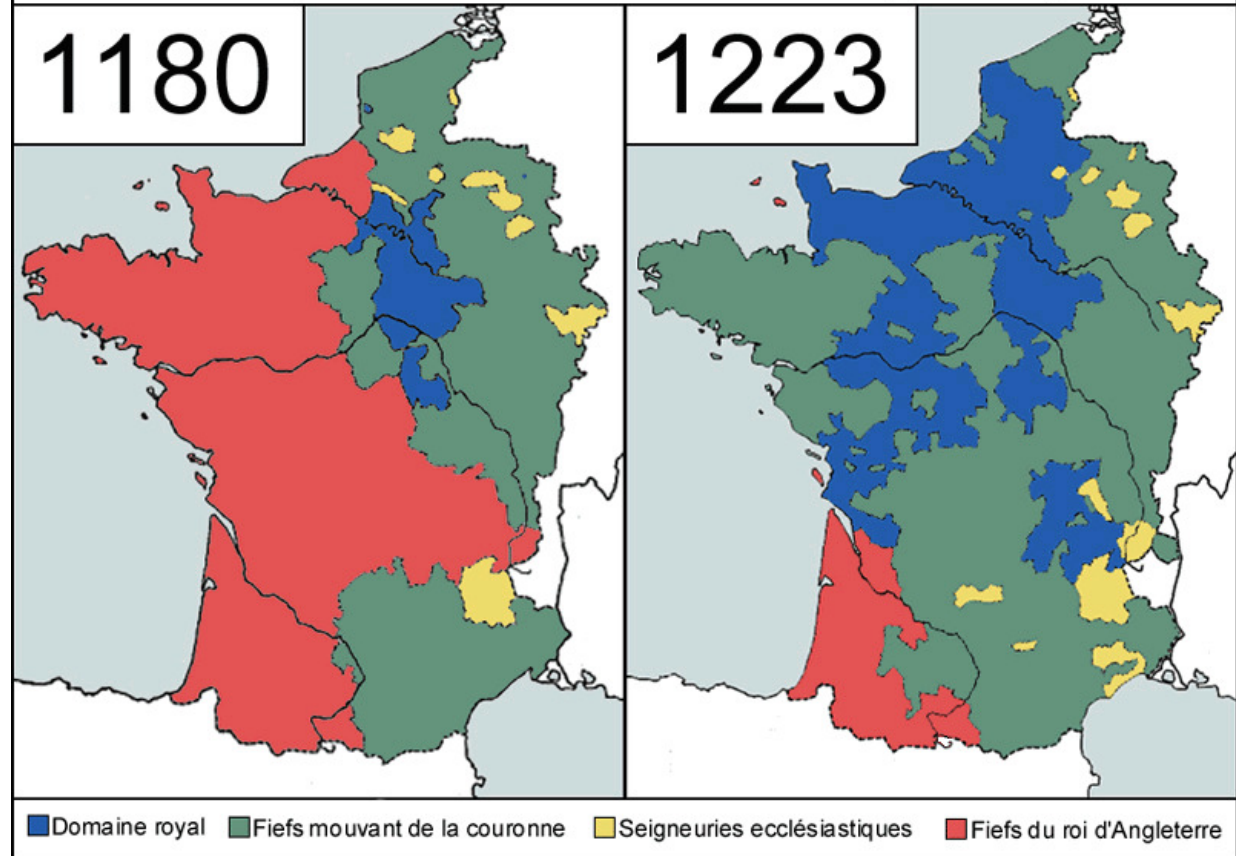 1180
1223
Domaine royal
Fiefs mouvant de la couronne
Seigneuries ecclésiastiques
Fiefs du roi d'Angleterre